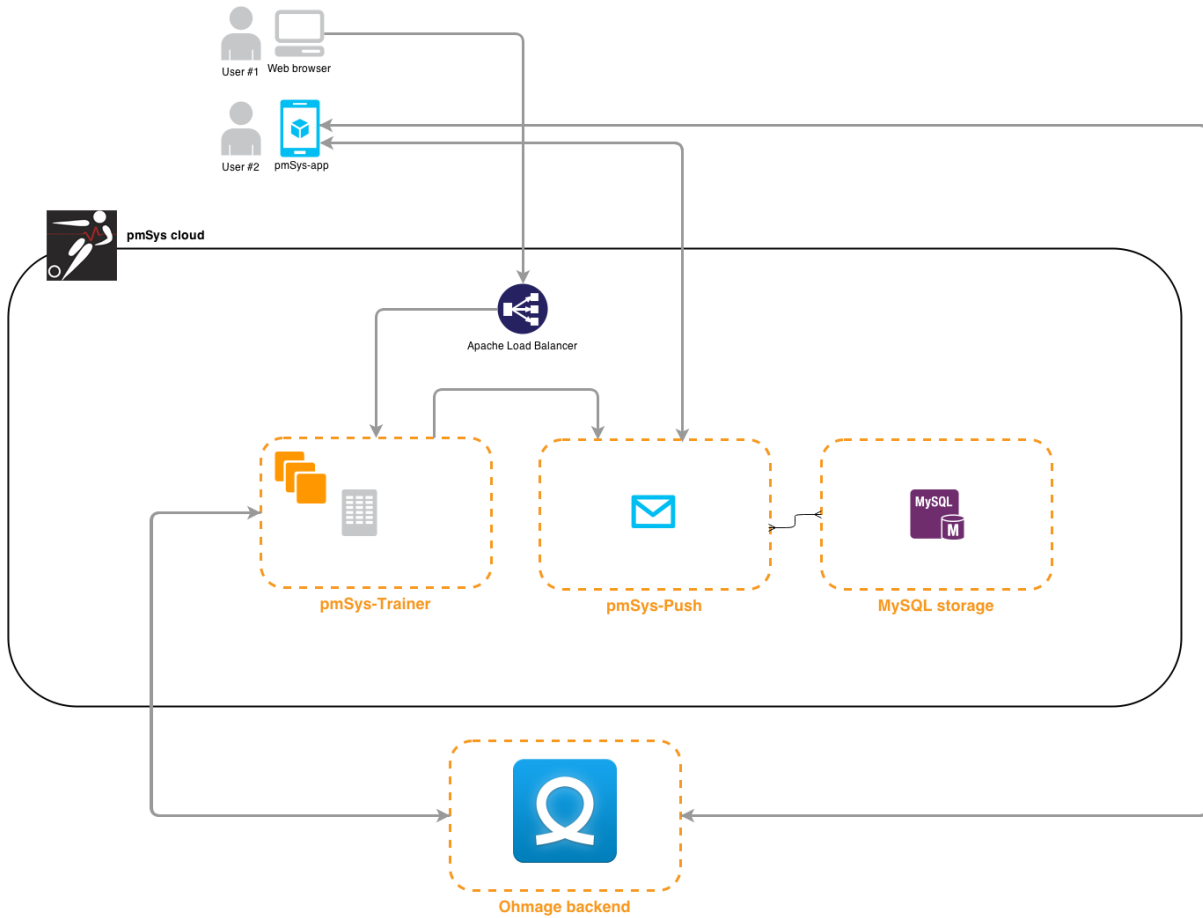 User #1
Web browser
User #2
pmSys-app
pmSys cloud
Apache Load Balancer
MySQL
M
pmSys-Trainer
pmSys-Push
MySQL storage
Ohmage backend